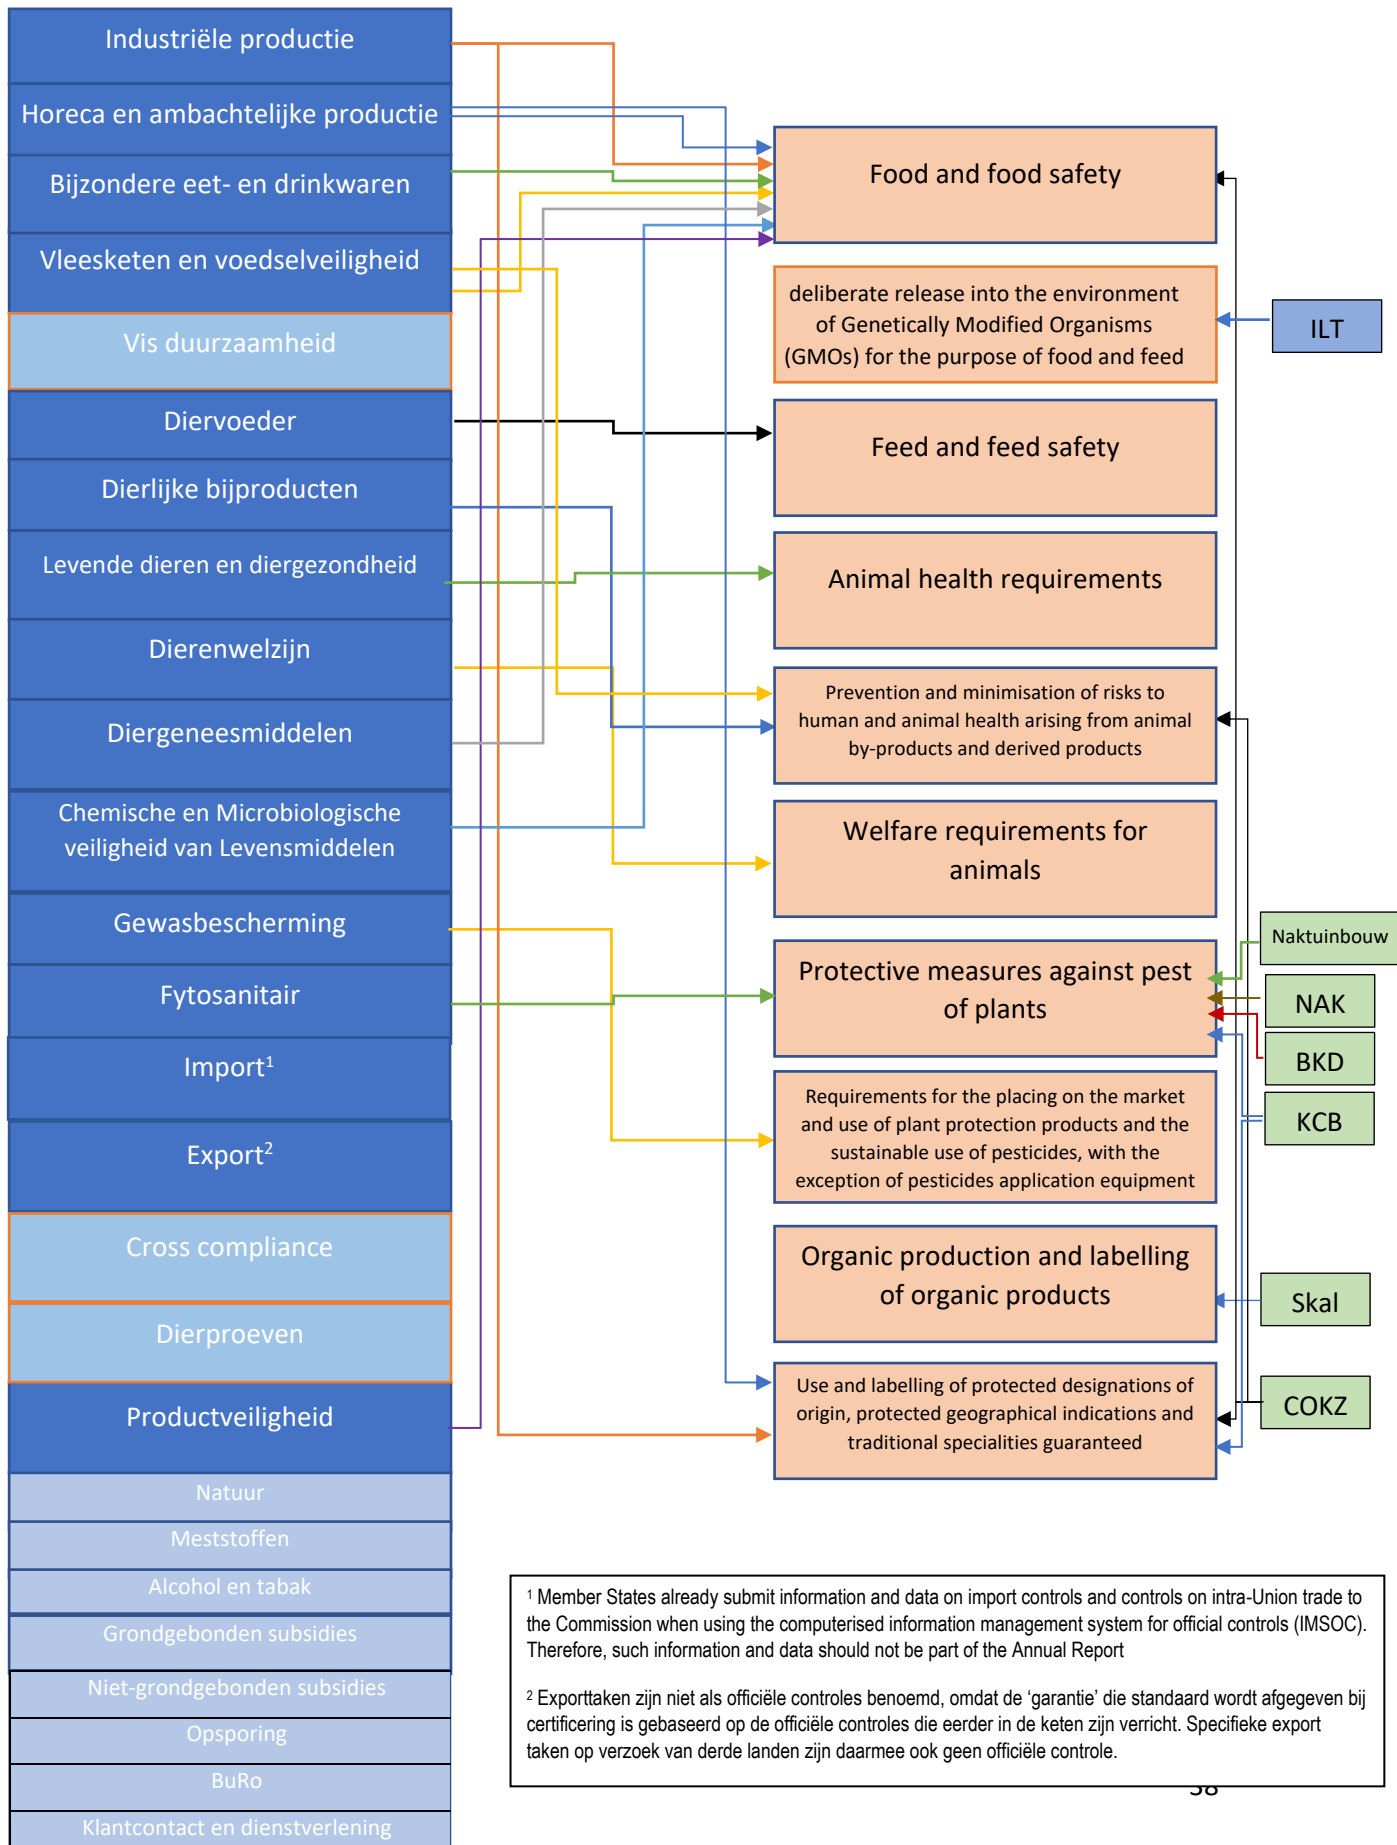 Industriële productie
Horeca en ambachtelijke productie
Bijzondere eet- en drinkwaren
Vleesketen en voedselveiligheid
Vis duurzaamheid
Diervoeder
Dierlijke bijproducten
Levende dieren en diergezondheid
Dierenwelzijn
Diergeneesmiddelen
Chemische en Microbiologische
veiligheid van Levensmiddelen
Gewasbescherming
Fytosanitair
Import¹
Export²
Cross compliance
Dierproeven
Productveiligheid
Natuur
Meststoffen
Alcohol en tabak
Grondgebonden subsidies
Niet-grondgebonden subsidies
Opsporing
BuRo
Klantcontact en dienstverlening
Food and food safety
deliberate release into the environment
of Genetically Modified Organisms
(GMOs) for the purpose of food and feed
Feed and feed safety
Animal health requirements
Prevention and minimisation of risks to
human and animal health arising from animal
by-products and derived products
Welfare requirements for
animals
Protective measures against pest
of plants
Requirements for the placing on the market
and use of plant protection products and the
sustainable use of pesticides, with the
exception of pesticides application equipment
Organic production and labelling
of organic products
Use and labelling of protected designations of
origin, protected geographical indications and
traditional specialities guaranteed
ILT
Naktuinbouw
NAK
BKD
KCB
Skal
COKZ
¹ Member States already submit information and data on import controls and controls on intra-Union trade to
the Commission when using the computerised information management system for official controls (IMSOC).
Therefore, such information and data should not be part of the Annual Report
² Exporttaken zijn niet als officiële controles benoemd, omdat de ‘garantie’ die standaard wordt afgegeven bij
certificering is gebaseerd op de officiële controles die eerder in de keten zijn verricht. Specifieke export
taken op verzoek van derde landen zijn daarmee ook geen officiële controle.